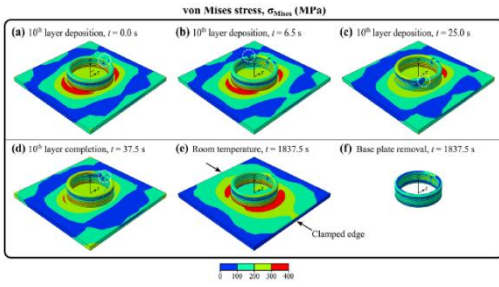 von Mises stress, σMises (MPa)
(a) 10th layer deposition, t = 0.0 s
(b) 10th layer deposition, t = 6.5 s
(c) 10th layer deposition, t = 25.0 s
(d) 10th layer completion, t = 37.5 s
(e) Room temperature, t = 1837.5 s
(f) Base plate removal, t = 1837.5 s
Clamped edge
0 100 200 300 400